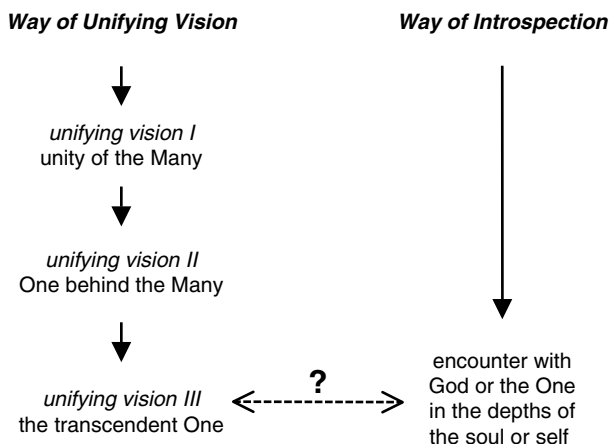 Way of Unifying Vision
Way of Introspection
unifying vision I
unity of the Many
unifying vision II
One behind the Many
unifying vision III
the transcendent One
?
encounter with
God or the One
in the depths of
the soul or self